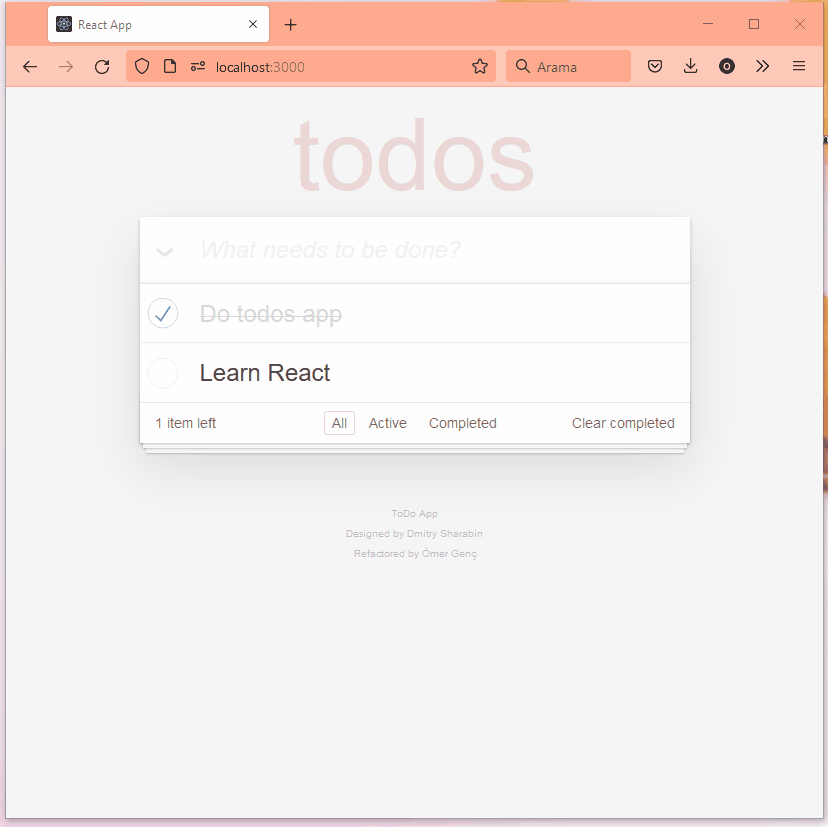 React App
localhost:3000
Arama
O
todos
What needs to be done?
Do todos app
Learn React
1 item left
All
Active
Completed
Clear completed
ToDo App
Designed by Dmitry Sharabin
Refactored by Ömer Genç